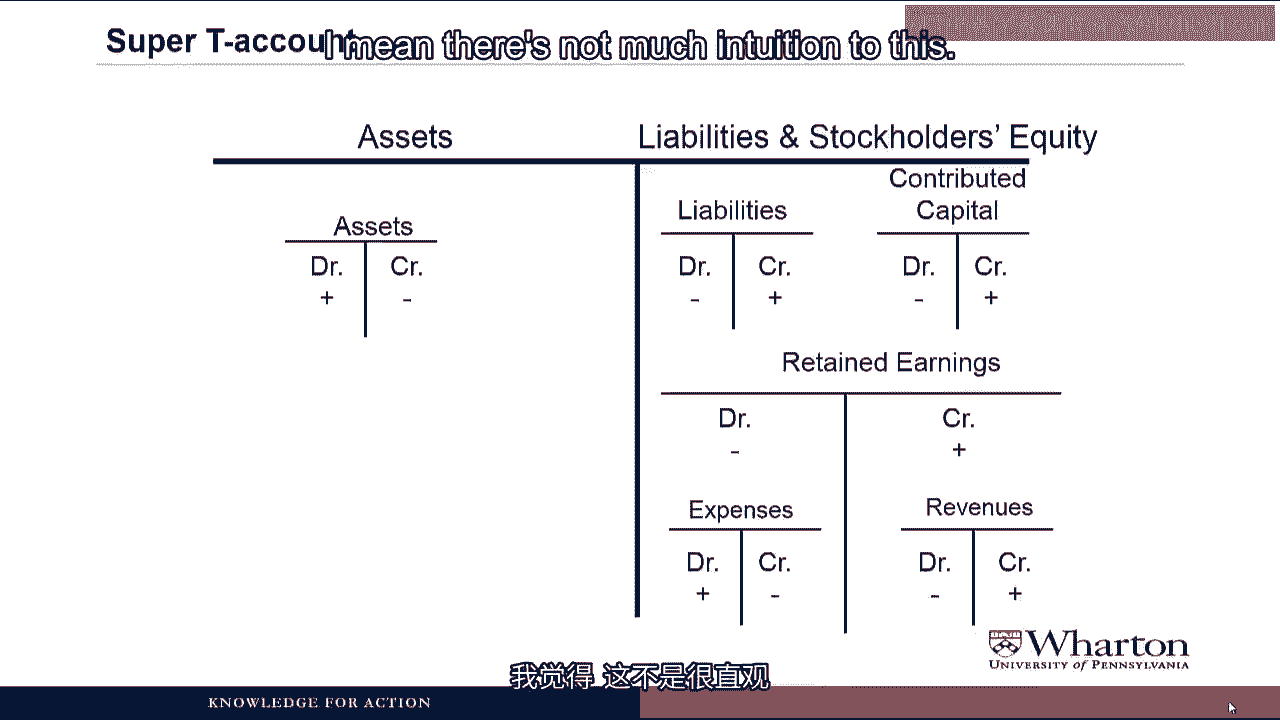 Super T-account
I mean there's not much intuition to this.
Assets
Liabilities & Stockholders' Equity
Assets
Dr. Cr.
+ -
Liabilities
Dr. Cr.
- +
Contributed
Capital
Dr. Cr.
- +
Retained Earnings
Dr. Cr.
- +
Expenses
Dr. Cr.
+ -
Revenues
Dr. Cr.
- +
Wharton
UNIVERSITY of PENNSYLVANIA
我觉得 这不是很直观
KNOWLEDGE FOR ACTION